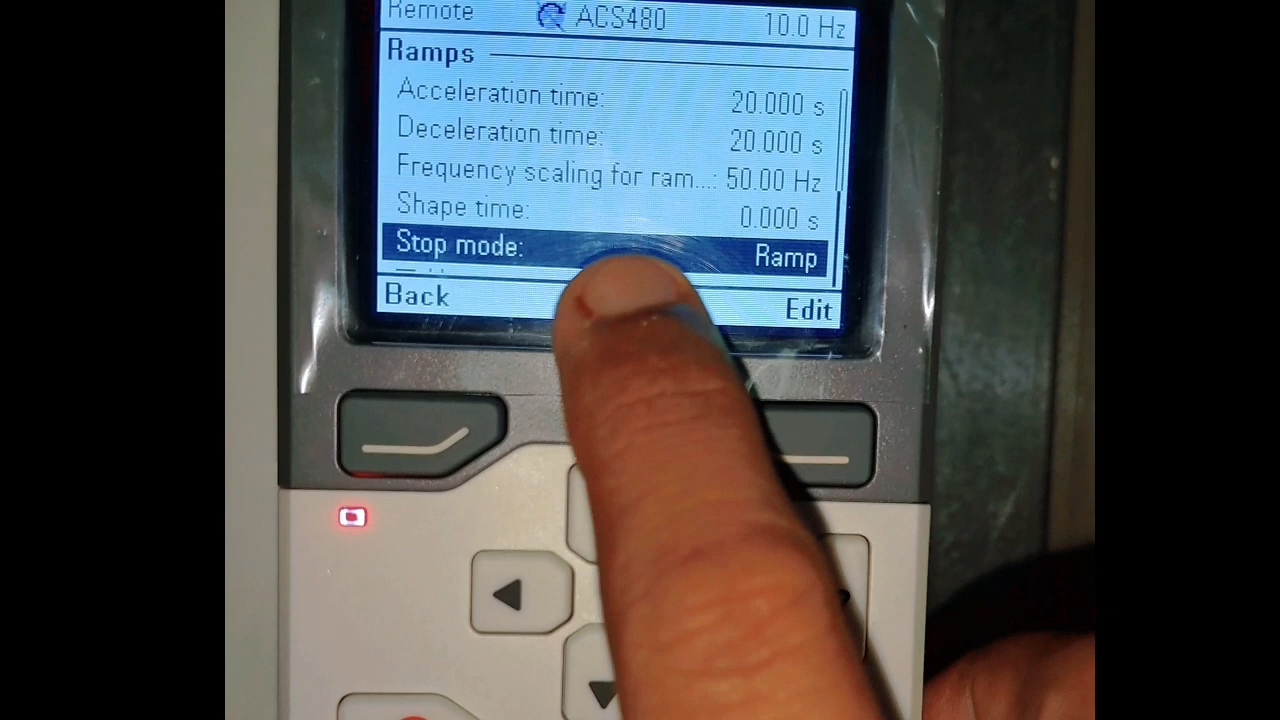 Remote ACS480 10.0 Hz
Ramps
Acceleration time: 20.000 s
Deceleration time: 20.000 s
Frequency scaling for ram...: 50.00 Hz
Shape time: 0.000 s
Stop mode: Ramp
Back Edit